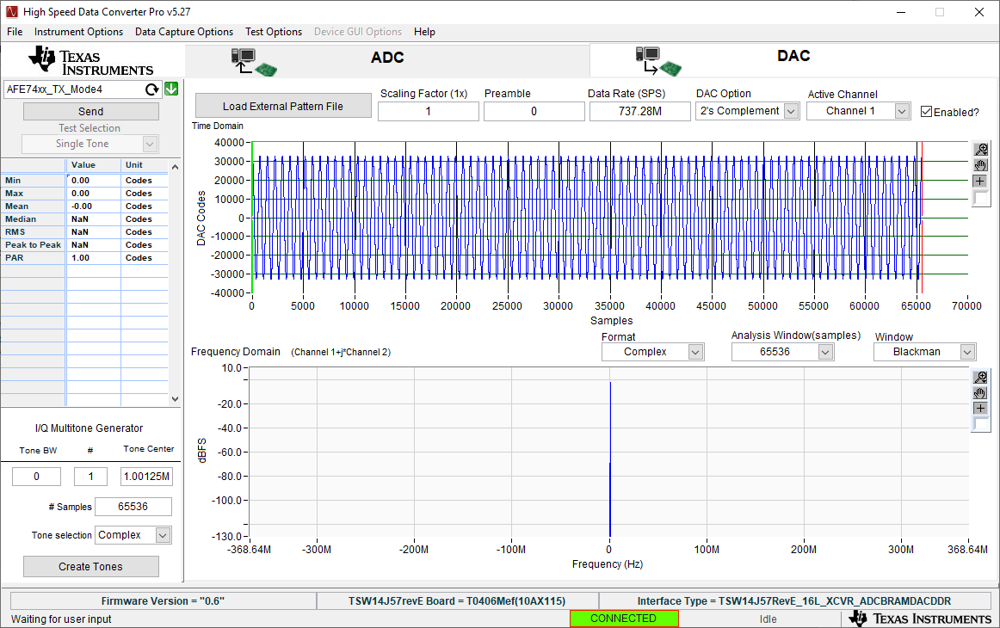 High Speed Data Converter Pro v5.27
File Instrument Options Data Capture Options Test Options Device GUI Options Help
TEXAS INSTRUMENTS
ADC
DAC
AFE74xx_TX_Mode4
Send
Test Selection
Single Tone
Load External Pattern File
Scaling Factor (1x) Preamble Data Rate (SPS) DAC Option Active Channel
1 0 737.28M 2's Complement Channel 1 Enabled?
Value Unit
Min 0.00 Codes
Max 0.00 Codes
Mean -0.00 Codes
Median NaN Codes
RMS NaN Codes
Peak to Peak NaN Codes
PAR 1.00 Codes
Time Domain
40000
30000
20000
10000
0
-10000
-20000
-30000
-40000
DAC Codes
0 5000 10000 15000 20000 25000 30000 35000 40000 45000 50000 55000 60000 65000 70000
Samples
Format Analysis Window(samples) Window
Complex 65536 Blackman
Frequency Domain (Channel 1+j*Channel 2)
10.0
-20.0
-40.0
-60.0
-80.0
-100.0
-130.0
dBFS
-368.64M -300M -200M -100M 0 100M 200M 300M 368.64M
Frequency (Hz)
I/Q Multitone Generator
Tone BW # Tone Center
0 1 1.00125M
# Samples 65536
Tone selection Complex
Create Tones
Firmware Version = "0.6" TSW14J57revE Board = T0406Mef(10AX115) Interface Type = TSW14J57RevE_16L_XCVR_ADCBRAMDACDDR
Waiting for user input CONNECTED Idle TEXAS INSTRUMENTS